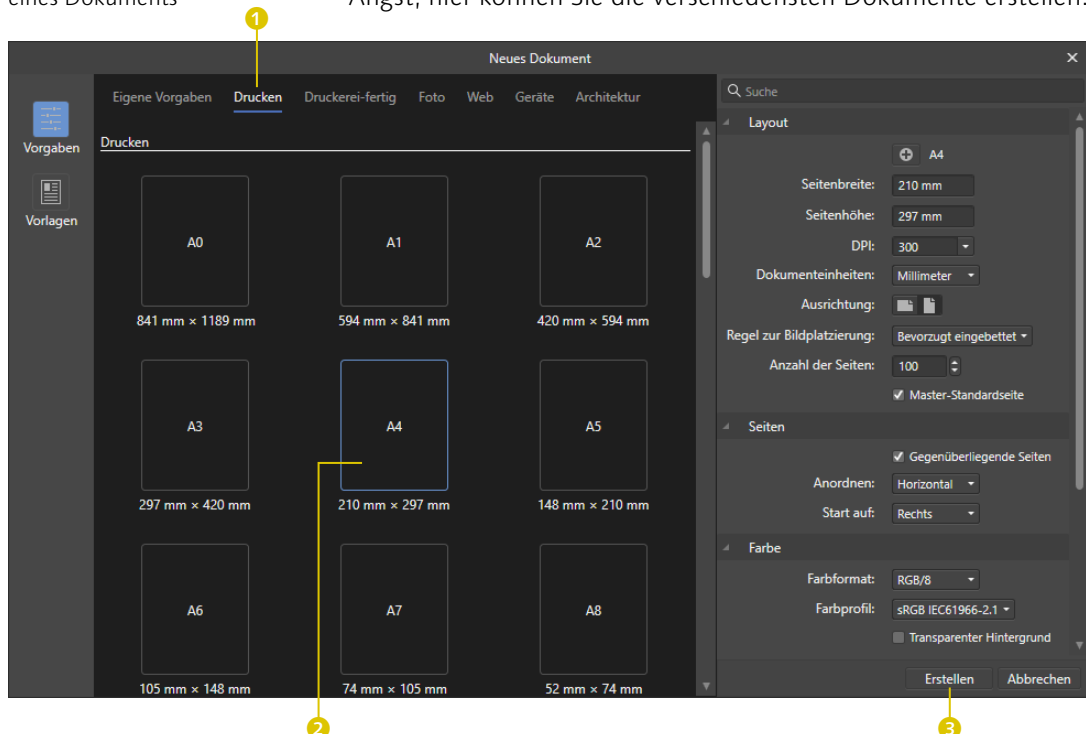 eines Dokuments
Angst, hier können Sie die verschiedensten Dokumente erstellen.
1
Neues Dokument
Vorgaben
Vorlagen
Eigene Vorgaben Drucken Druckerei-fertig Foto Web Geräte Architektur
Drucken
A0 A1 A2
841 mm × 1189 mm 594 mm × 841 mm 420 mm × 594 mm
A3 A4 A5
297 mm × 420 mm 210 mm × 297 mm 148 mm × 210 mm
A6 A7 A8
105 mm × 148 mm 74 mm × 105 mm 52 mm × 74 mm
Suche
Layout
A4
Seitenbreite: 210 mm
Seitenhöhe: 297 mm
DPI: 300
Dokumenteinheiten: Millimeter
Ausrichtung:
Regel zur Bildplatzierung: Bevorzugt eingebettet
Anzahl der Seiten: 100
Master-Standardseite
Seiten
Gegenüberliegende Seiten
Anordnen: Horizontal
Start auf: Rechts
Farbe
Farbformat: RGB/8
Farbprofil: sRGB IEC61966-2.1
Transparenter Hintergrund
Erstellen Abbrechen
2
3